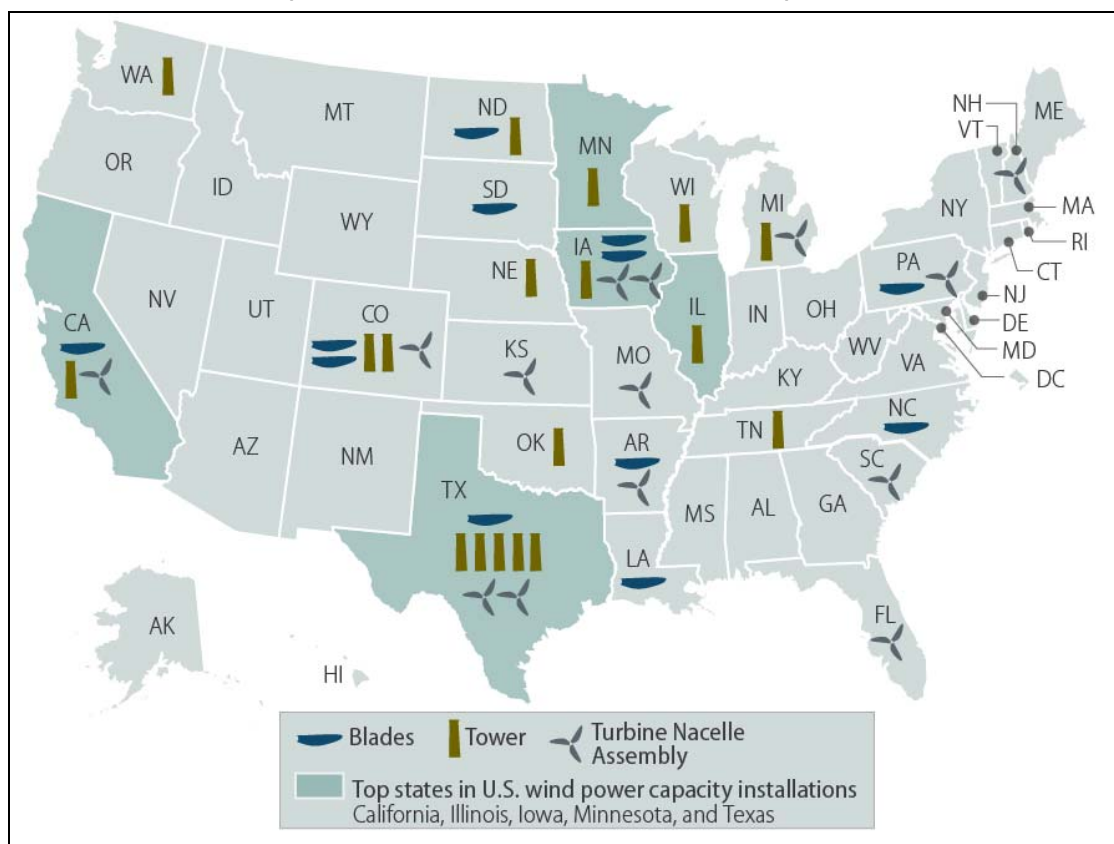 WA
MT
ND
MN
OR
ID
WY
SD
WI
MI
NH
VT
ME
NY
MA
RI
CT
NJ
DE
MD
DC
NV
UT
CO
NE
IA
IL
IN
OH
PA
WV
VA
CA
KS
MO
KY
NC
TN
SC
AZ
NM
OK
AR
MS
AL
GA
TX
LA
FL
AK
HI
Blades
Tower
Turbine Nacelle
Assembly
Top states in U.S. wind power capacity installations
California, Illinois, Iowa, Minnesota, and Texas